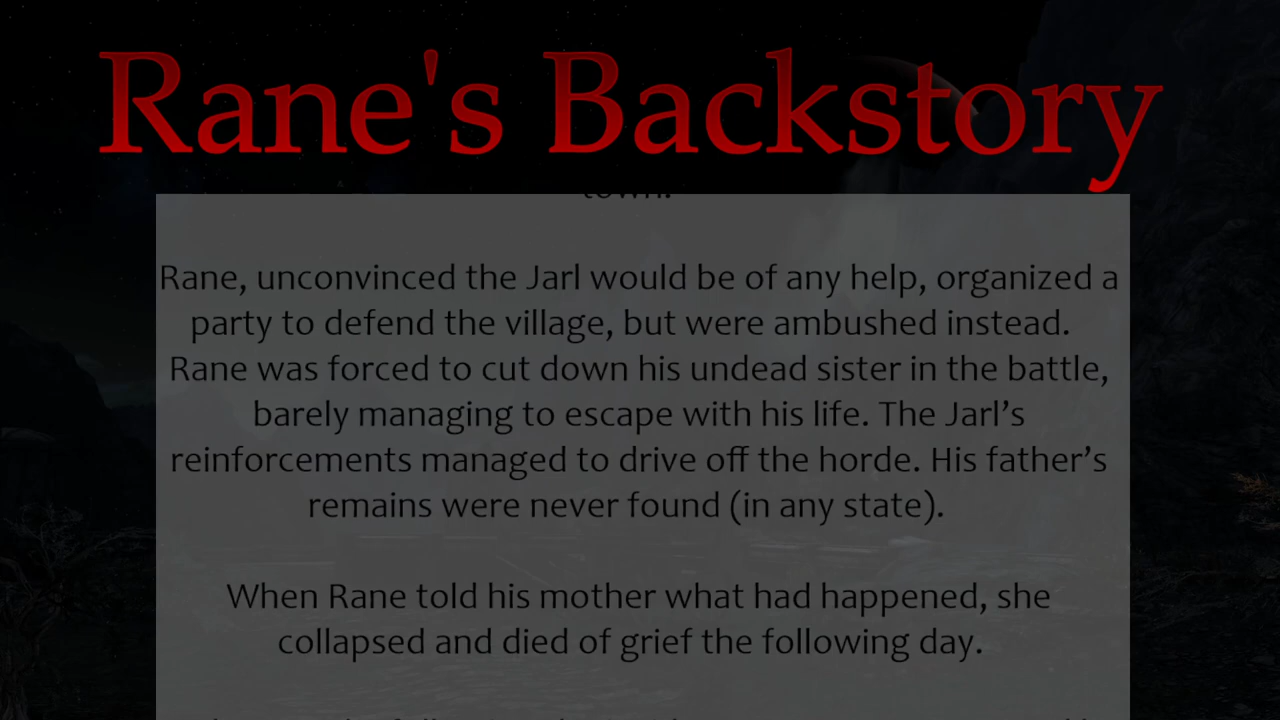 Rane's Backstory
town.
Rane, unconvinced the Jarl would be of any help, organized a
party to defend the village, but were ambushed instead.
Rane was forced to cut down his undead sister in the battle,
barely managing to escape with his life. The Jarl’s
reinforcements managed to drive off the horde. His father’s
remains were never found (in any state).
When Rane told his mother what had happened, she
collapsed and died of grief the following day.